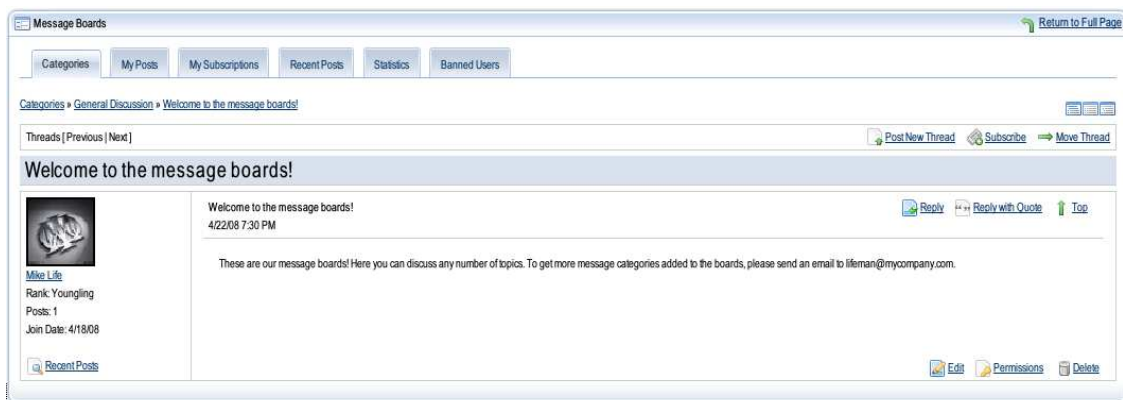 Message Boards Return to Full Page
Categories My Posts My Subscriptions Recent Posts Statistics Banned Users
Categories » General Discussion » Welcome to the message boards!
Threads [ Previous | Next ] Post New Thread Subscribe Move Thread
Welcome to the message boards!
Welcome to the message boards! Reply Reply with Quote Top
4/22/08 7:30 PM
These are our message boards! Here you can discuss any number of topics. To get more message categories added to the boards, please send an email to lifeman@mycompany.com.
Mike Life
Rank: Youngling
Posts: 1
Join Date: 4/18/08
Recent Posts Edit Permissions Delete